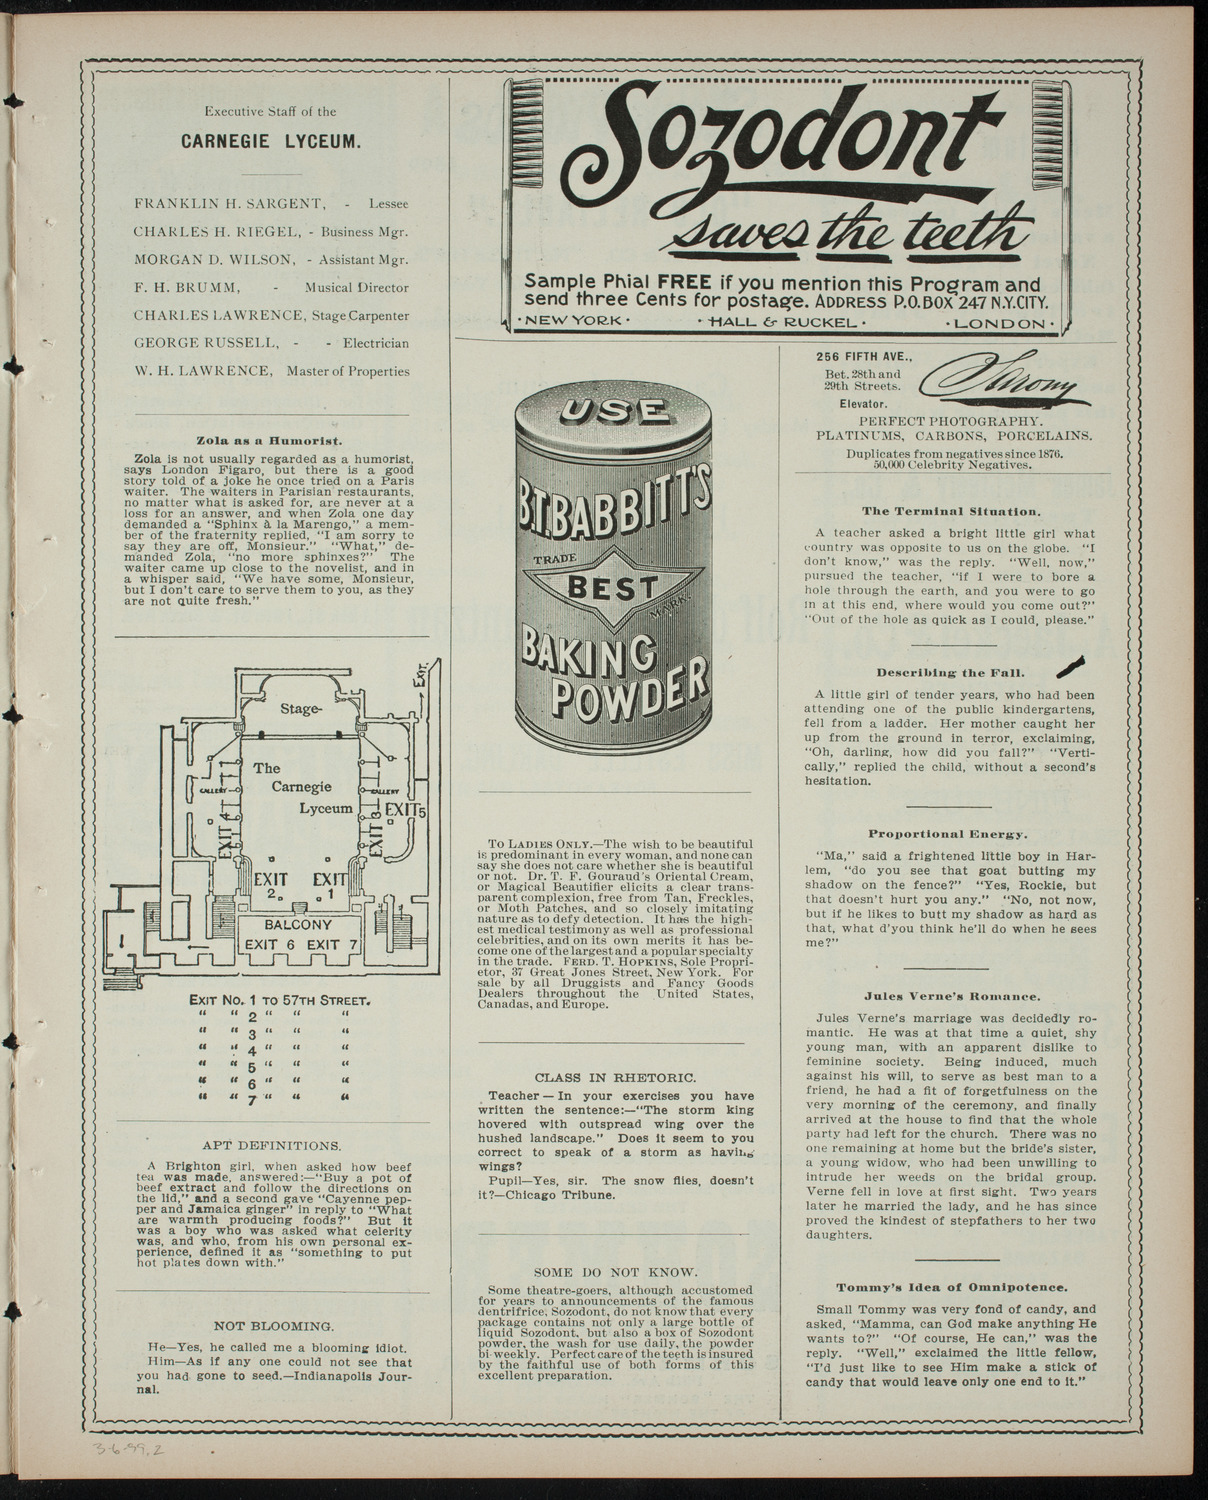 Executive Staff of the
CARNEGIE LYCEUM.
FRANKLIN H. SARGENT, - Lessee
CHARLES H. RIEGEL, - Business Mgr.
MORGAN D. WILSON, - Assistant Mgr.
F. H. BRUMM, - Musical Director
CHARLES LAWRENCE, Stage Carpenter
GEORGE RUSSELL, - - Electrician
W. H. LAWRENCE, Master of Properties
Zola as a Humorist.
Zola is not usually regarded as a humorist,
says London Figaro, but there is a good
story told of a joke he once tried on a Paris
waiter. The waiters in Parisian restaurants,
no matter what is asked for, are never at a
loss for an answer, and when Zola one day
demanded a "Sphinx à la Marengo," a mem-
ber of the fraternity replied, "I am sorry to
say they are off, Monsieur." "What," de-
manded Zola, "no more sphinxes?" The
waiter came up close to the novelist, and in
a whisper said, "We have some, Monsieur,
but I don't care to serve them to you, as they
are not quite fresh."
EXIT.
Stage-
The
Carnegie
Lyceum
GALLERY
GALLERY
EXIT 4
EXIT 3
EXIT 5
EXIT 2.
EXIT 1
BALCONY
EXIT 6 EXIT 7
EXIT No. 1 TO 57TH STREET.
" " 2 " " "
" " 3 " " "
" " 4 " " "
" " 5 " " "
" " 6 " " "
" " 7 " " "
APT DEFINITIONS.
A Brighton girl, when asked how beef
tea was made, answered:—"Buy a pot of
beef extract and follow the directions on
the lid," and a second gave "Cayenne pep-
per and Jamaica ginger" in reply to "What
are warmth producing foods?" But it
was a boy who was asked what celerity
was, and who, from his own personal ex-
perience, defined it as "something to put
hot plates down with."
NOT BLOOMING.
He—Yes, he called me a blooming idiot.
Him—As if any one could not see that
you had gone to seed.—Indianapolis Jour-
nal.
Sozodont
saves the teeth
Sample Phial FREE if you mention this Program and
send three Cents for postage. ADDRESS P.O. BOX 247 N.Y. CITY.
· NEW YORK · · HALL & RUCKEL · · LONDON ·
USE
B.T. BABBITT'S
TRADE
BEST
MARK.
BAKING
POWDER
TO LADIES ONLY.—The wish to be beautiful
is predominant in every woman, and none can
say she does not care whether she is beautiful
or not. Dr. T. F. Gouraud's Oriental Cream,
or Magical Beautifier elicits a clear trans-
parent complexion, free from Tan, Freckles,
or Moth Patches, and so closely imitating
nature as to defy detection. It has the high-
est medical testimony as well as professional
celebrities, and on its own merits it has be-
come one of the largest and a popular specialty
in the trade. FERD. T. HOPKINS, Sole Propri-
etor, 37 Great Jones Street, New York. For
sale by all Druggists and Fancy Goods
Dealers throughout the United States,
Canadas, and Europe.
CLASS IN RHETORIC.
Teacher — In your exercises you have
written the sentence:—"The storm king
hovered with outspread wing over the
hushed landscape." Does it seem to you
correct to speak of a storm as having
wings?
Pupil—Yes, sir. The snow flies, doesn't
it?—Chicago Tribune.
SOME DO NOT KNOW.
Some theatre-goers, although accustomed
for years to announcements of the famous
dentrifrice, Sozodont, do not know that every
package contains not only a large bottle of
liquid Sozodont, but also a box of Sozodont
powder, the wash for use daily, the powder
bi weekly. Perfect care of the teeth is insured
by the faithful use of both forms of this
excellent preparation.
256 FIFTH AVE.,
Bet. 28th and
29th Streets.
Elevator.
Sarony
PERFECT PHOTOGRAPHY.
PLATINUMS, CARBONS, PORCELAINS.
Duplicates from negatives since 1876.
50,000 Celebrity Negatives.
The Terminal Situation.
A teacher asked a bright little girl what
country was opposite to us on the globe. "I
don't know," was the reply. "Well, now,"
pursued the teacher, "if I were to bore a
hole through the earth, and you were to go
in at this end, where would you come out?"
"Out of the hole as quick as I could, please."
Describing the Fall.
A little girl of tender years, who had been
attending one of the public kindergartens,
fell from a ladder. Her mother caught her
up from the ground in terror, exclaiming,
"Oh, darling, how did you fall?" "Verti-
cally," replied the child, without a second's
hesitation.
Proportional Energy.
"Ma," said a frightened little boy in Har-
lem, "do you see that goat butting my
shadow on the fence?" "Yes, Rockie, but
that doesn't hurt you any." "No, not now,
but if he likes to butt my shadow as hard as
that, what d'you think he'll do when he sees
me?"
Jules Verne's Romance.
Jules Verne's marriage was decidedly ro-
mantic. He was at that time a quiet, shy
young man, with an apparent dislike to
feminine society. Being induced, much
against his will, to serve as best man to a
friend, he had a fit of forgetfulness on the
very morning of the ceremony, and finally
arrived at the house to find that the whole
party had left for the church. There was no
one remaining at home but the bride's sister,
a young widow, who had been unwilling to
intrude her weeds on the bridal group.
Verne fell in love at first sight. Two years
later he married the lady, and he has since
proved the kindest of stepfathers to her two
daughters.
Tommy's Idea of Omnipotence.
Small Tommy was very fond of candy, and
asked, "Mamma, can God make anything He
wants to?" "Of course, He can," was the
reply. "Well," exclaimed the little fellow,
"I'd just like to see Him make a stick of
candy that would leave only one end to it."
3-6-99.2